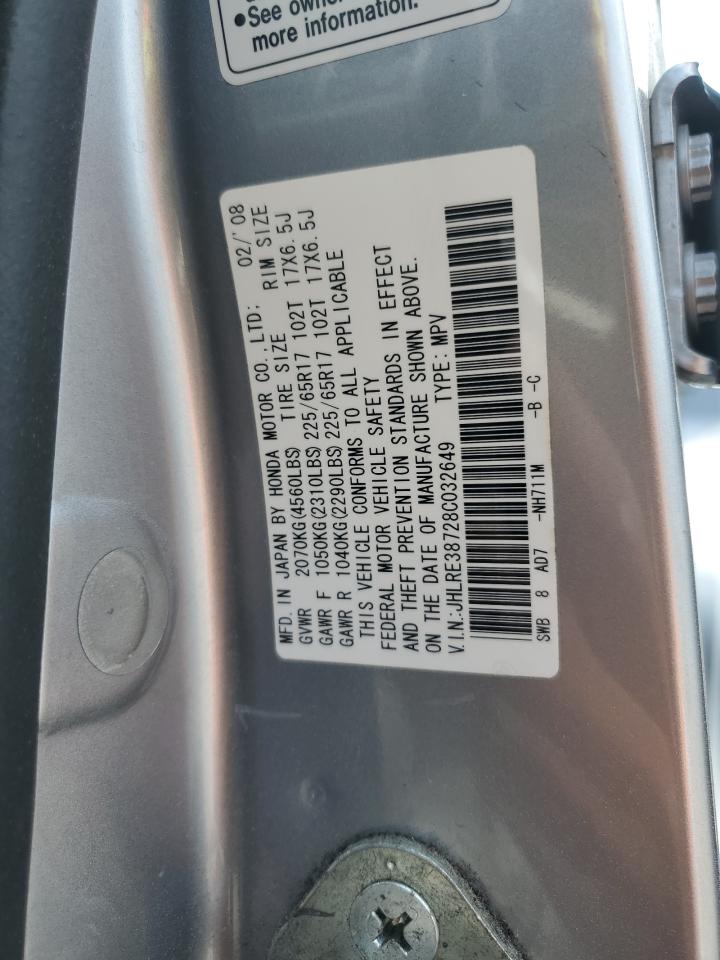 ●See owner
more information.
MFD. IN JAPAN BY HONDA MOTOR CO.,LTD; 02/'08
TIRE SIZE RIM SIZE
GVWR 2070KG(4560LBS)
GAWR F 1050KG(2310LBS) 225/65R17 102T 17X6.5J
GAWR R 1040KG(2290LBS) 225/65R17 102T 17X6.5J
THIS VEHICLE CONFORMS TO ALL APPLICABLE
FEDERAL MOTOR VEHICLE SAFETY
AND THEFT PREVENTION STANDARDS IN EFFECT
ON THE DATE OF MANUFACTURE SHOWN ABOVE.
V.I.N.:JHLRE38728C032649 TYPE: MPV
SWB 8 AD7 -NH711M -B -C